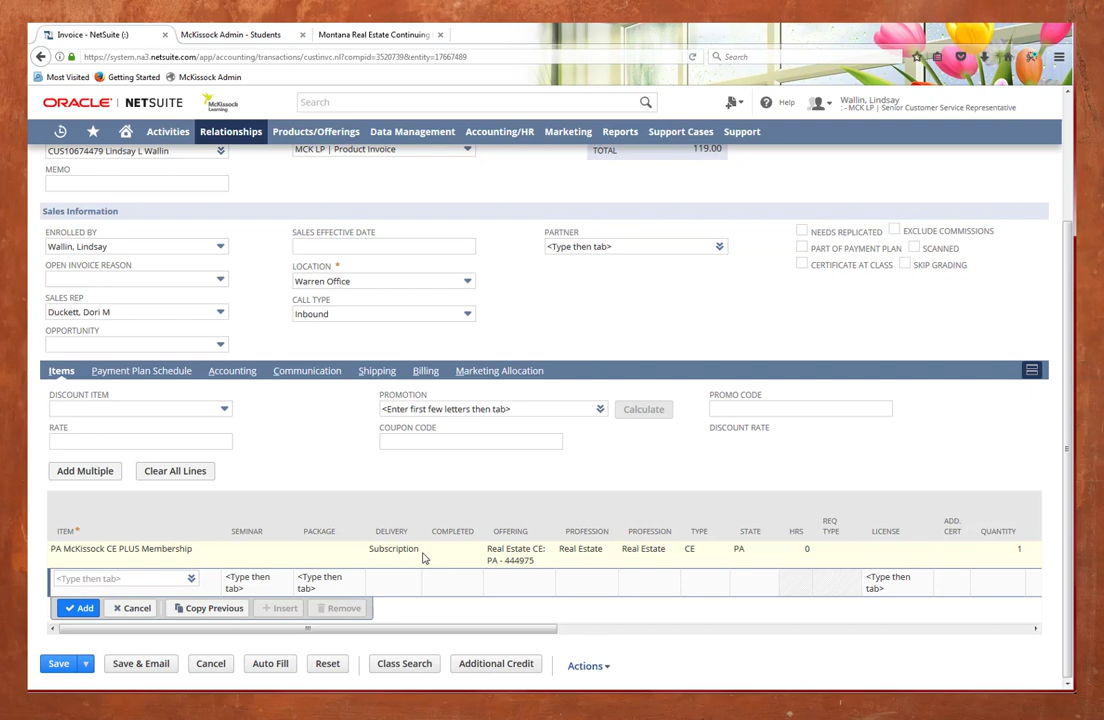 Invoice - NetSuite (:) × McKissock Admin - Students × Montana Real Estate Continuing ×
https://system.na3.netsuite.com/app/accounting/transactions/custinvc.nl?compid=3520739&entity=17667489 Search
Most Visited Getting Started McKissock Admin
ORACLE NETSUITE McKissock Learning Search Help Wallin, Lindsay
: - MCK LP | Senior Customer Service Representative
Activities Relationships Products/Offerings Data Management Accounting/HR Marketing Reports Support Cases Support
CUS10674479 Lindsay L Wallin MCK LP | Product Invoice TOTAL 119.00
MEMO
Sales Information
ENROLLED BY SALES EFFECTIVE DATE PARTNER NEEDS REPLICATED EXCLUDE COMMISSIONS
Wallin, Lindsay <Type then tab> PART OF PAYMENT PLAN SCANNED
OPEN INVOICE REASON LOCATION * CERTIFICATE AT CLASS SKIP GRADING
Warren Office
SALES REP CALL TYPE
Duckett, Dori M Inbound
OPPORTUNITY
Items Payment Plan Schedule Accounting Communication Shipping Billing Marketing Allocation
DISCOUNT ITEM PROMOTION PROMO CODE
<Enter first few letters then tab> Calculate
RATE COUPON CODE DISCOUNT RATE
Add Multiple Clear All Lines
ITEM * SEMINAR PACKAGE DELIVERY COMPLETED OFFERING PROFESSION PROFESSION TYPE STATE HRS REQ TYPE LICENSE ADD. CERT QUANTITY
PA McKissock CE PLUS Membership Subscription Real Estate CE: PA - 444975 Real Estate Real Estate CE PA 0 1
<Type then tab> <Type then tab> <Type then tab> <Type then tab>
Add Cancel Copy Previous Insert Remove
Save Save & Email Cancel Auto Fill Reset Class Search Additional Credit Actions